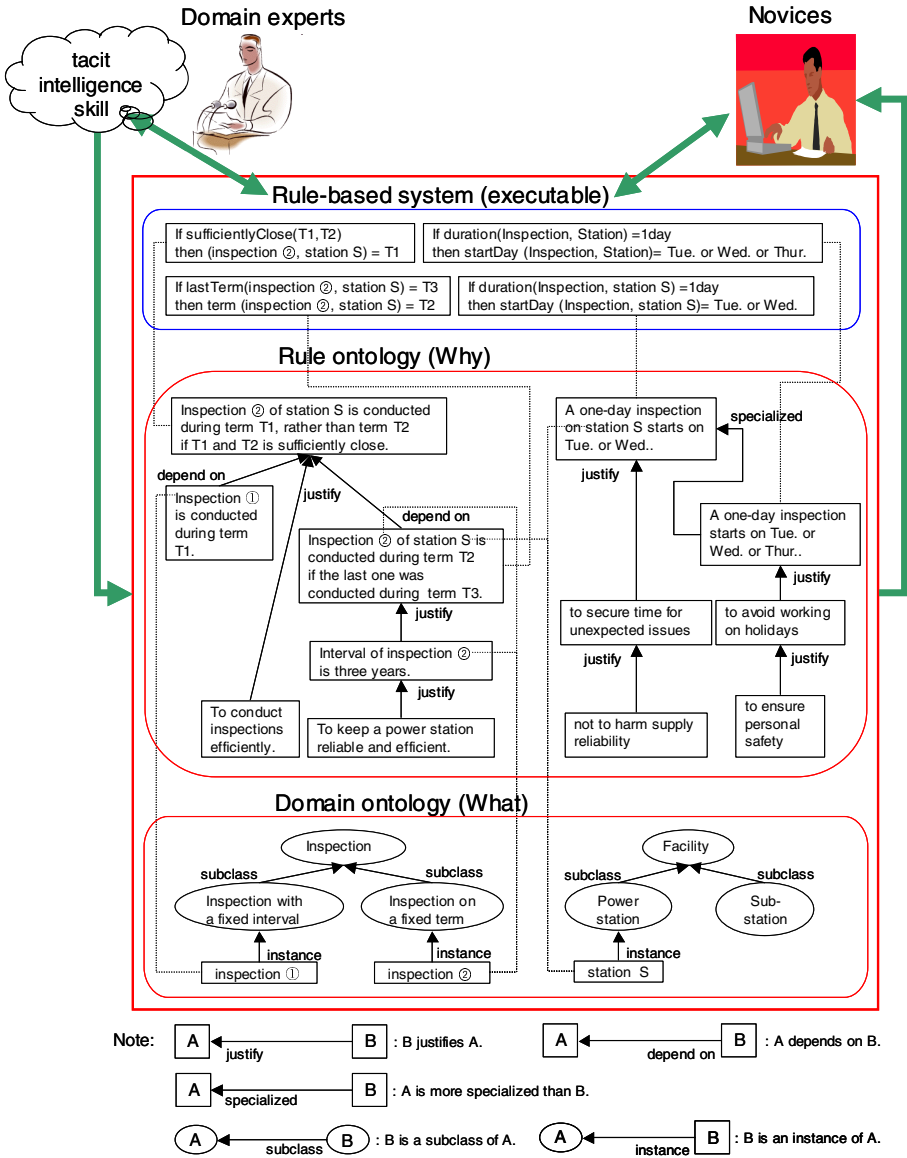 Domain experts
Novices
tacit
intelligence
skill
Rule-based system (executable)
If sufficientlyClose(T1,T2)
then (inspection ②, station S) = T1
If duration(Inspection, Station) =1day
then startDay (Inspection, Station)= Tue. or Wed. or Thur.
If lastTerm(inspection ②, station S) = T3
then term (inspection ②, station S) = T2
If duration(Inspection, station S) =1day
then startDay (Inspection, station S)= Tue. or Wed.
Rule ontology (Why)
Inspection ② of station S is conducted
during term T1, rather than term T2
if T1 and T2 is sufficiently close.
A one-day inspection
on station S starts on
Tue. or Wed..
specialized
depend on
justify
justify
Inspection ①
is conducted
during term
T1.
depend on
Inspection ② of station S is
conducted during term T2
if the last one was
conducted during term T3.
A one-day inspection
starts on Tue. or
Wed. or Thur..
justify
justify
to secure time for
unexpected issues
to avoid working
on holidays
Interval of inspection ②
is three years.
justify
justify
justify
To conduct
inspections
efficiently.
To keep a power station
reliable and efficient.
not to harm supply
reliability
to ensure
personal
safety
Domain ontology (What)
Inspection
Facility
subclass
subclass
subclass
subclass
Inspection with
a fixed interval
Inspection on
a fixed term
Power
station
Sub-
station
instance
instance
instance
inspection ①
inspection ②
station S
Note:
A
justify
B
: B justifies A.
A
depend on
B
: A depends on B.
A
specialized
B
: A is more specialized than B.
A
subclass
B
: B is a subclass of A.
A
instance
B
: B is an instance of A.